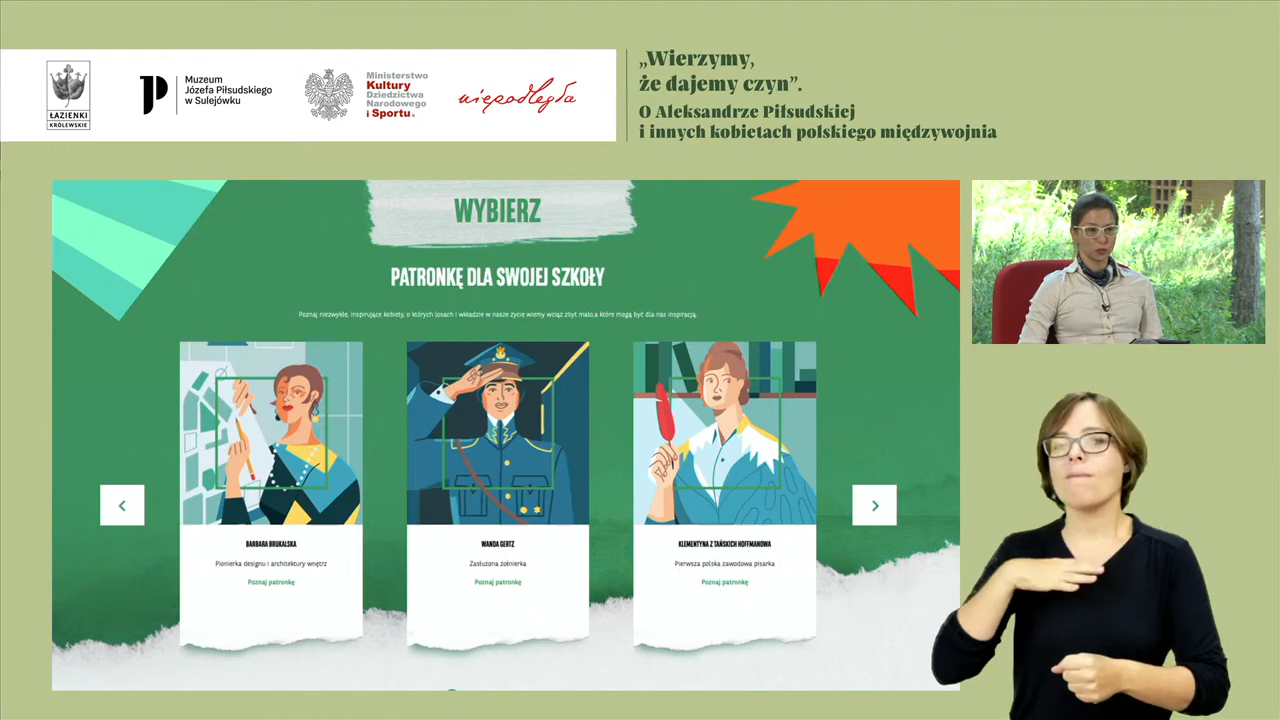 ŁAZIENKI
KRÓLEWSKIE
Muzeum
Józefa Piłsudskiego
w Sulejówku
Ministerstwo
Kultury
Dziedzictwa
Narodowego
i Sportu.
niepodległa
„Wierzymy,
że dajemy czyn”.
O Aleksandrze Piłsudskiej
i innych kobietach polskiego międzywojnia
WYBIERZ
PATRONKĘ DLA SWOJEJ SZKOŁY
Poznaj niezwykłe, inspirujące kobiety, o których losach i wkładzie w nasze życie wiemy wciąż zbyt mało,a które mogą być dla nas inspiracją.
BARBARA BRUKALSKA
Pionierka designu i architektury wnętrz
Poznaj patronkę
WANDA GERTZ
Zasłużona żołnierka
Poznaj patronkę
KLEMENTYNA Z TAŃSKICH HOFFMANOWA
Pierwsza polska zawodowa pisarka
Poznaj patronkę